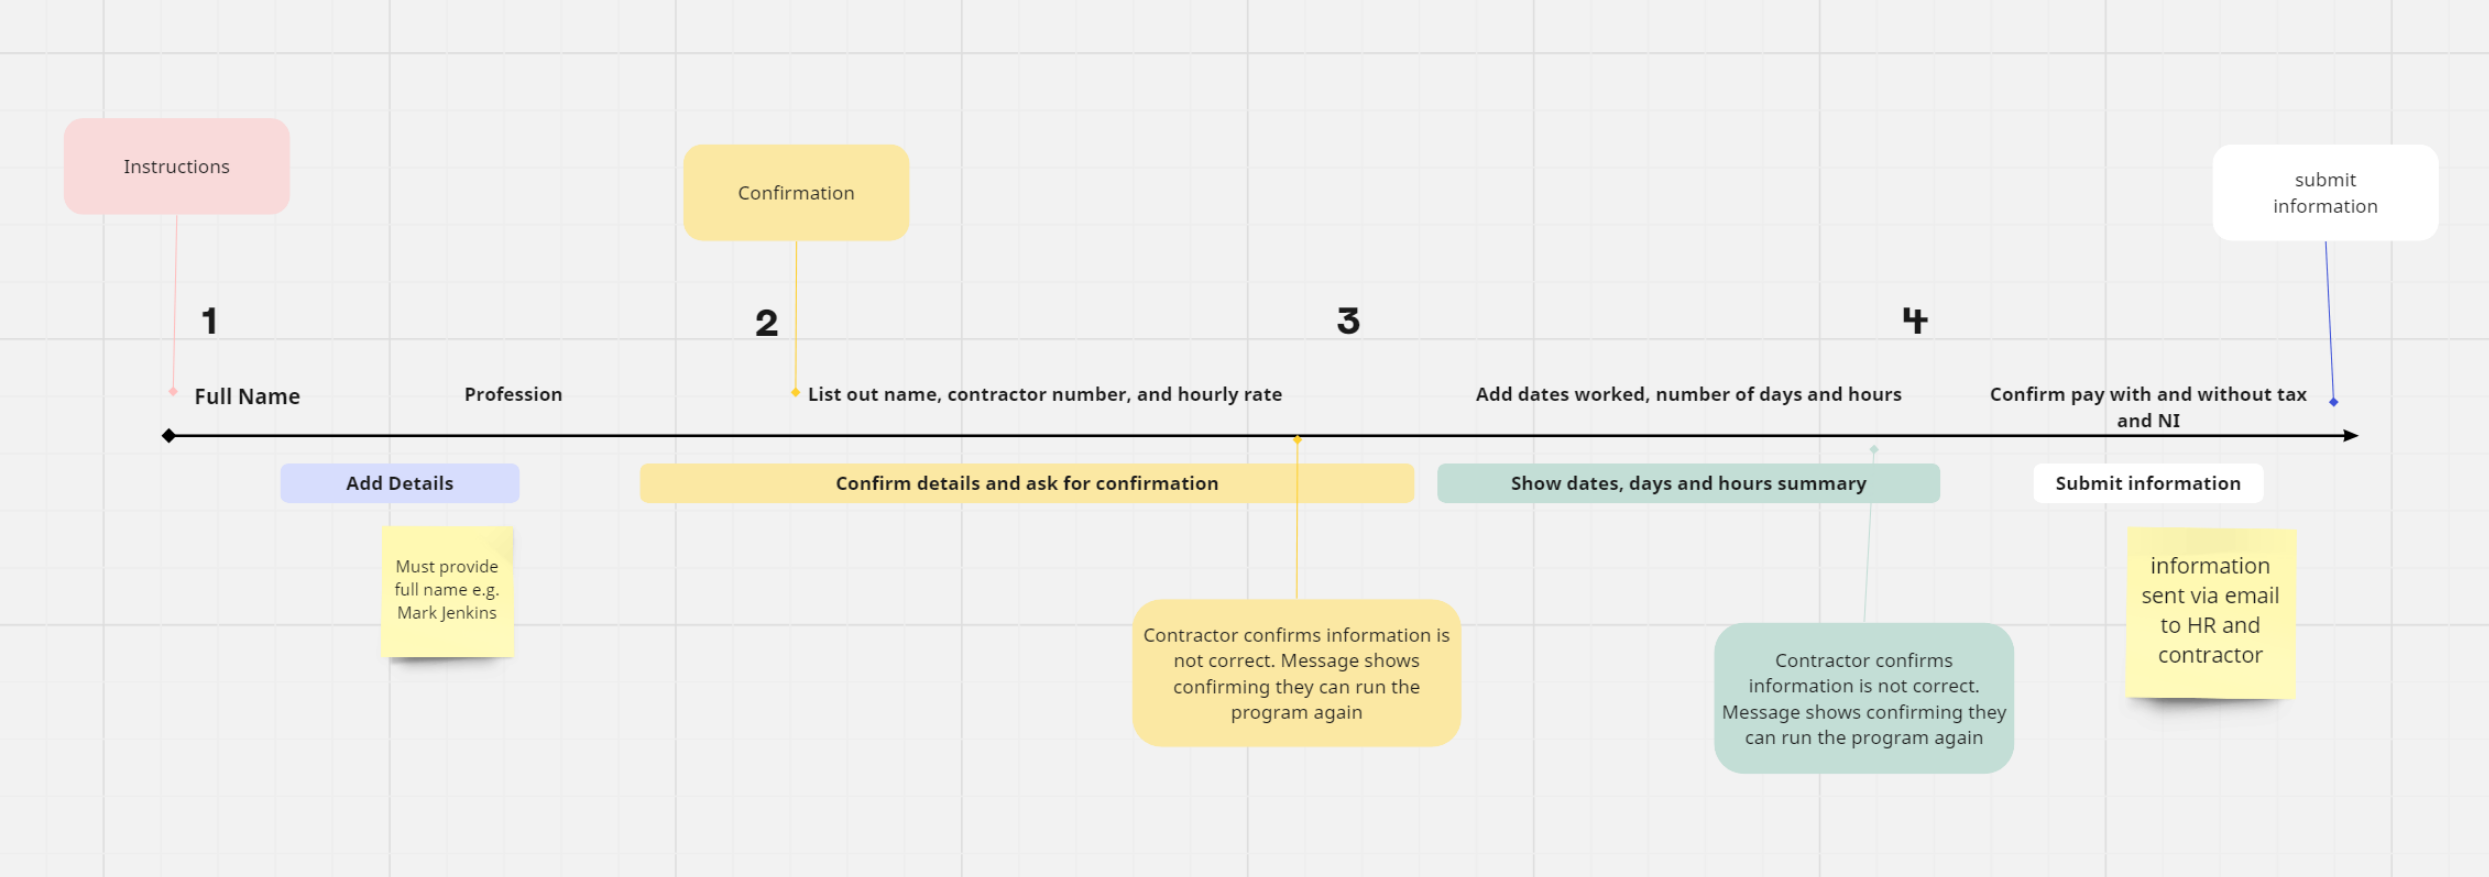 Instructions
Confirmation
submit
information
1
2
3
4
Full Name
Profession
List out name, contractor number, and hourly rate
Add dates worked, number of days and hours
Confirm pay with and without tax
and NI
Add Details
Confirm details and ask for confirmation
Show dates, days and hours summary
Submit information
Must provide
full name e.g.
Mark Jenkins
Contractor confirms information is
not correct. Message shows
confirming they can run the
program again
Contractor confirms
information is not correct.
Message shows confirming they
can run the program again
information
sent via email
to HR and
contractor